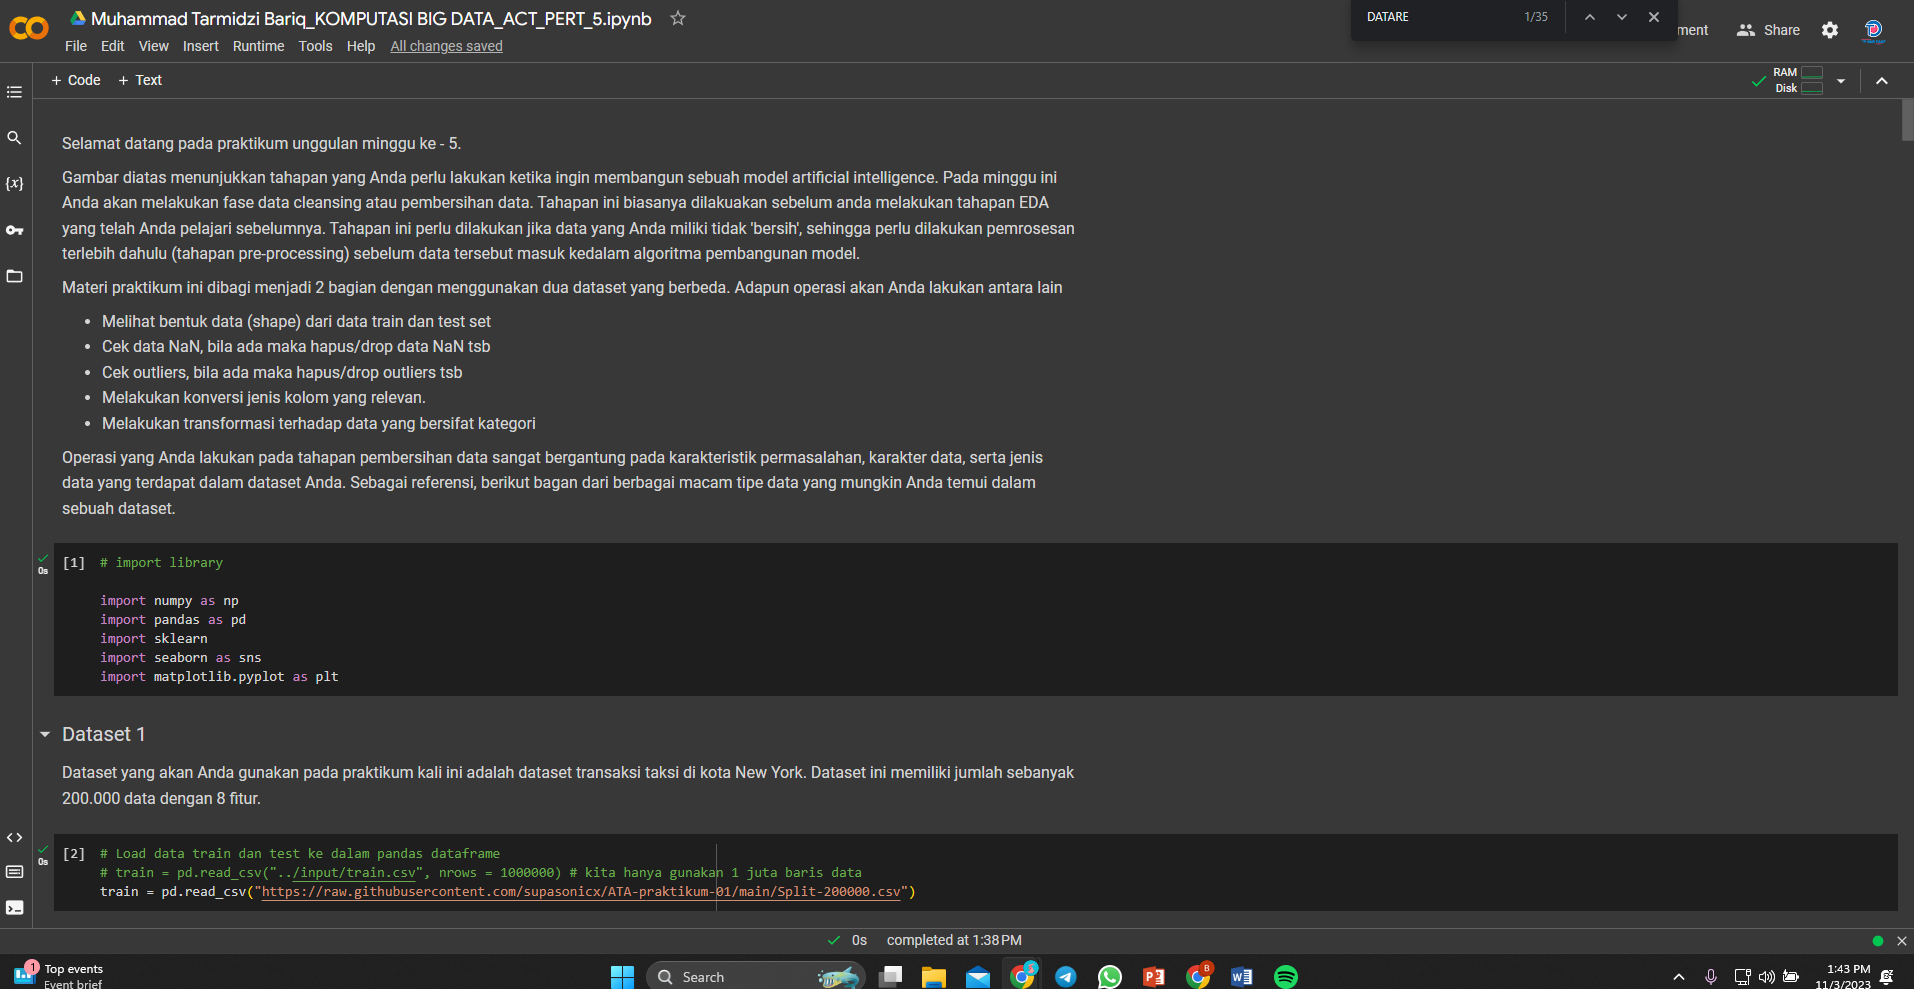 Muhammad Tarmidzi Bariq_KOMPUTASI BIG DATA_ACT_PERT_5.ipynb
DATARE
1/35
File Edit View Insert Runtime Tools Help All changes saved
ment
Share
+ Code + Text
RAM
Disk
Selamat datang pada praktikum unggulan minggu ke - 5.
Gambar diatas menunjukkan tahapan yang Anda perlu lakukan ketika ingin membangun sebuah model artificial intelligence. Pada minggu ini
Anda akan melakukan fase data cleansing atau pembersihan data. Tahapan ini biasanya dilakuakan sebelum anda melakukan tahapan EDA
yang telah Anda pelajari sebelumnya. Tahapan ini perlu dilakukan jika data yang Anda miliki tidak 'bersih', sehingga perlu dilakukan pemrosesan
terlebih dahulu (tahapan pre-processing) sebelum data tersebut masuk kedalam algoritma pembangunan model.
Materi praktikum ini dibagi menjadi 2 bagian dengan menggunakan dua dataset yang berbeda. Adapun operasi akan Anda lakukan antara lain
• Melihat bentuk data (shape) dari data train dan test set
• Cek data NaN, bila ada maka hapus/drop data NaN tsb
• Cek outliers, bila ada maka hapus/drop outliers tsb
• Melakukan konversi jenis kolom yang relevan.
• Melakukan transformasi terhadap data yang bersifat kategori
Operasi yang Anda lakukan pada tahapan pembersihan data sangat bergantung pada karakteristik permasalahan, karakter data, serta jenis
data yang terdapat dalam dataset Anda. Sebagai referensi, berikut bagan dari berbagai macam tipe data yang mungkin Anda temui dalam
sebuah dataset.
0s
[1] # import library
import numpy as np
import pandas as pd
import sklearn
import seaborn as sns
import matplotlib.pyplot as plt
Dataset 1
Dataset yang akan Anda gunakan pada praktikum kali ini adalah dataset transaksi taksi di kota New York. Dataset ini memiliki jumlah sebanyak
200.000 data dengan 8 fitur.
0s
[2] # Load data train dan test ke dalam pandas dataframe
# train = pd.read_csv("../input/train.csv", nrows = 1000000) # kita hanya gunakan 1 juta baris data
train = pd.read_csv("https://raw.githubusercontent.com/supasonicx/ATA-praktikum-01/main/Split-200000.csv")
0s completed at 1:38 PM
1
Top events
Event brief
Search
1:43 PM
11/3/2023